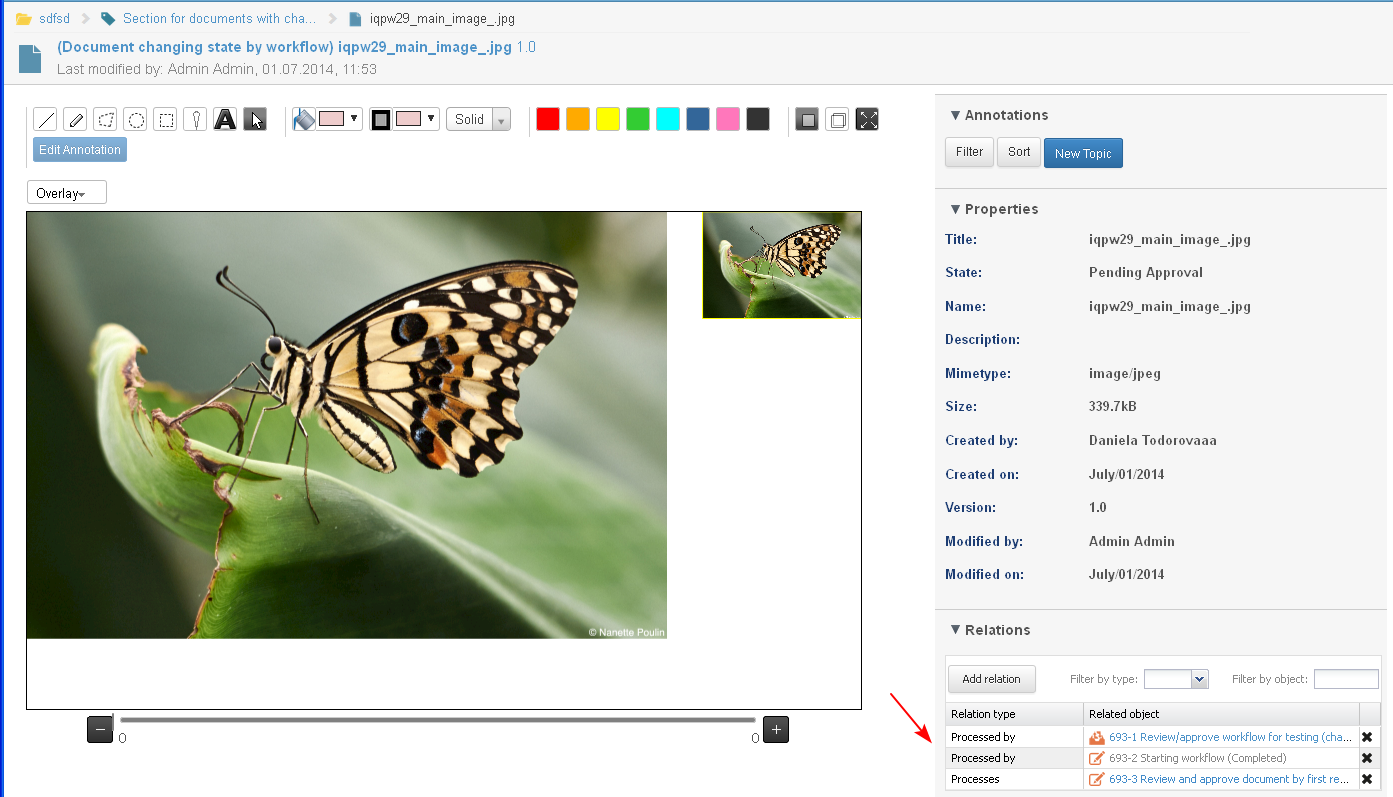 sdfsd
Section for documents with cha...
iqpw29_main_image_.jpg
(Document changing state by workflow) iqpw29_main_image_.jpg 1.0
Last modified by: Admin Admin, 01.07.2014, 11:53
A
Solid
Edit Annotation
Overlay
© Nanette Poulin
0
0
Annotations
Filter
Sort
New Topic
Properties
Title: iqpw29_main_image_.jpg
State: Pending Approval
Name: iqpw29_main_image_.jpg
Description:
Mimetype: image/jpeg
Size: 339.7kB
Created by: Daniela Todorovaaa
Created on: July/01/2014
Version: 1.0
Modified by: Admin Admin
Modified on: July/01/2014
Relations
Add relation
Filter by type:
Filter by object:
Relation type Related object
Processed by 693-1 Review/approve workflow for testing (cha...
Processed by 693-2 Starting workflow (Completed)
Processes 693-3 Review and approve document by first re...